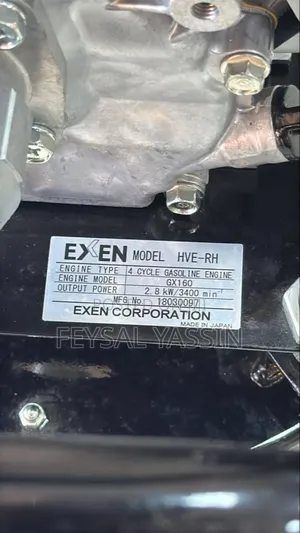 EXEN MODEL HVE-RH
ENGINE TYPE 4 CYCLE GASOLINE ENGINE
ENGINE MODEL GX160
OUTPUT POWER 2.8 kW/3400 min⁻¹
MFG.No 18030097
EXEN CORPORATION
MADE IN JAPAN
FEYSAL YASSIN